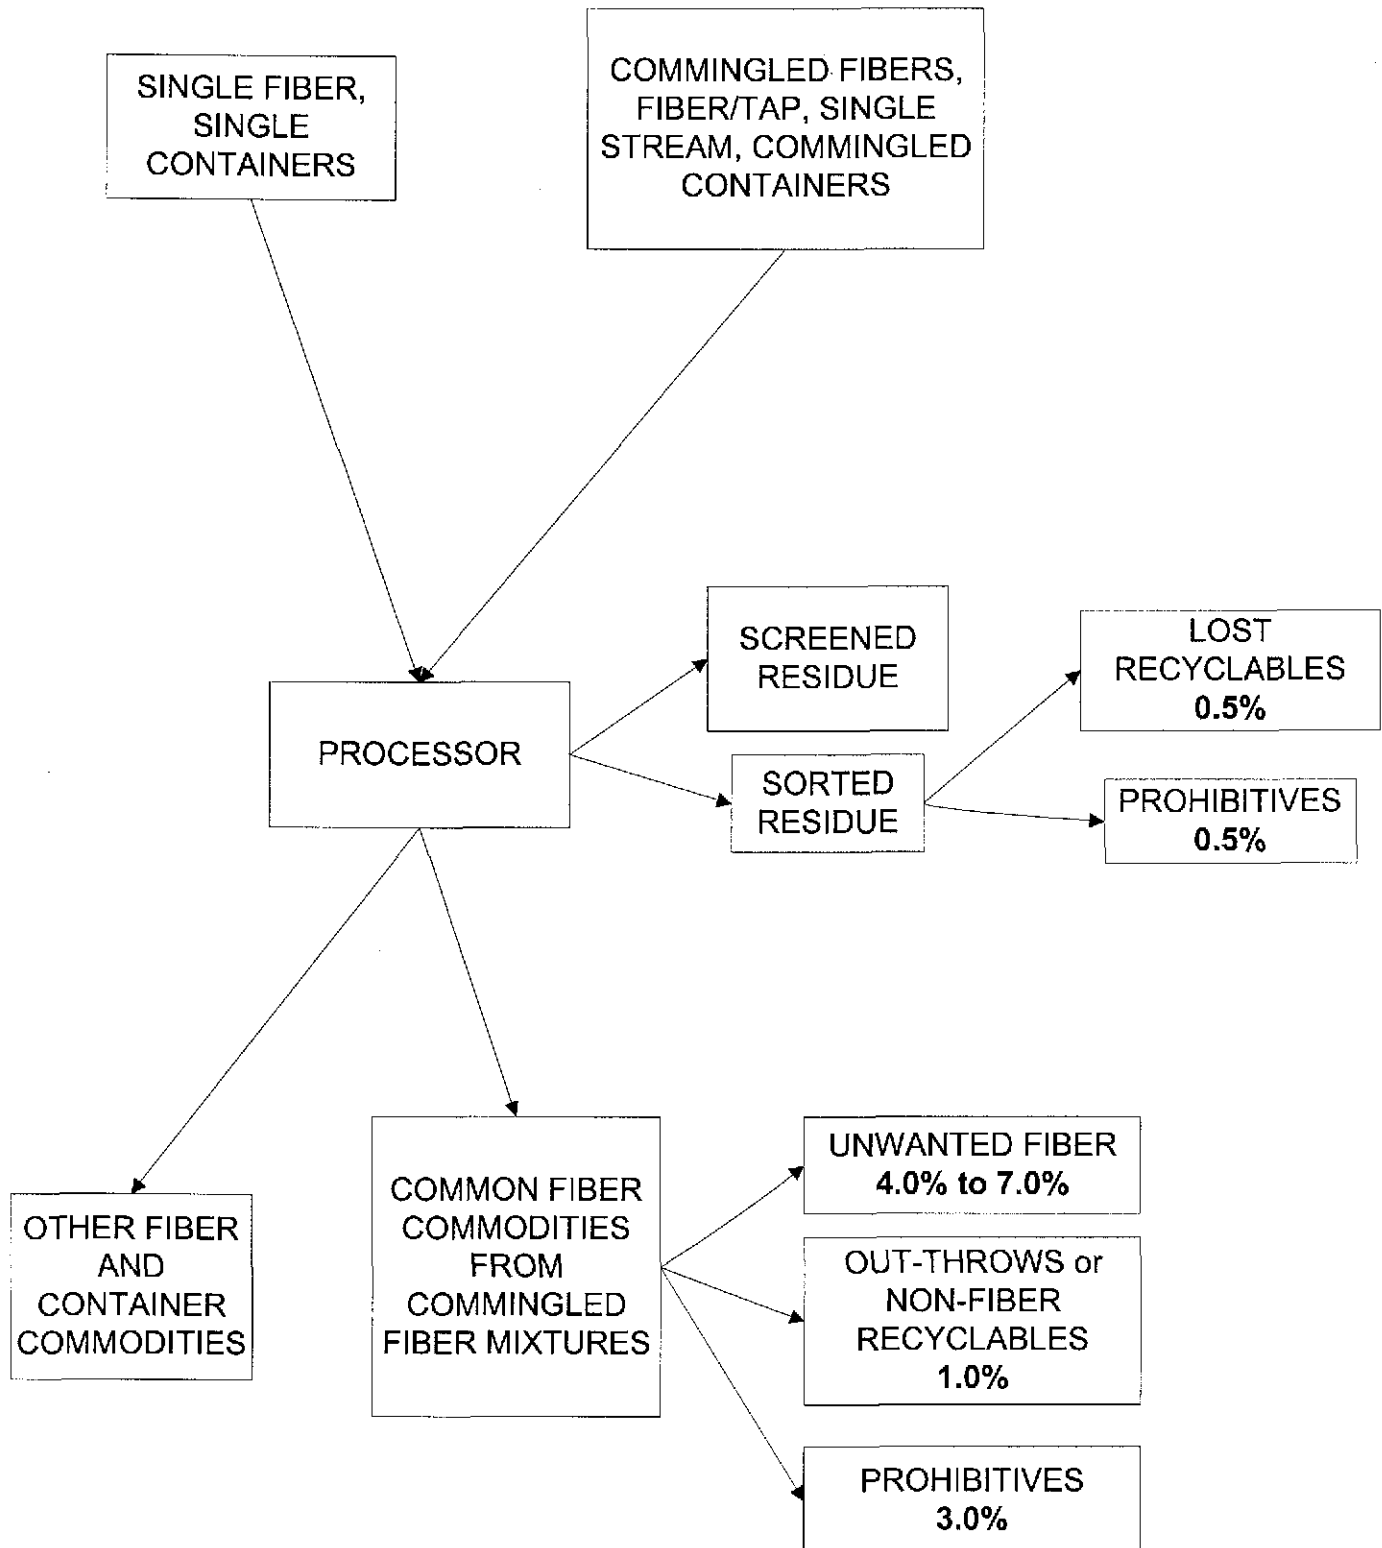 SINGLE FIBER,
SINGLE
CONTAINERS
COMMINGLED FIBERS,
FIBER/TAP, SINGLE
STREAM, COMMINGLED
CONTAINERS
PROCESSOR
SCREENED
RESIDUE
SORTED
RESIDUE
LOST
RECYCLABLES
0.5%
PROHIBITIVES
0.5%
OTHER FIBER
AND
CONTAINER
COMMODITIES
COMMON FIBER
COMMODITIES
FROM
COMMINGLED
FIBER MIXTURES
UNWANTED FIBER
4.0% to 7.0%
OUT-THROWS or
NON-FIBER
RECYCLABLES
1.0%
PROHIBITIVES
3.0%